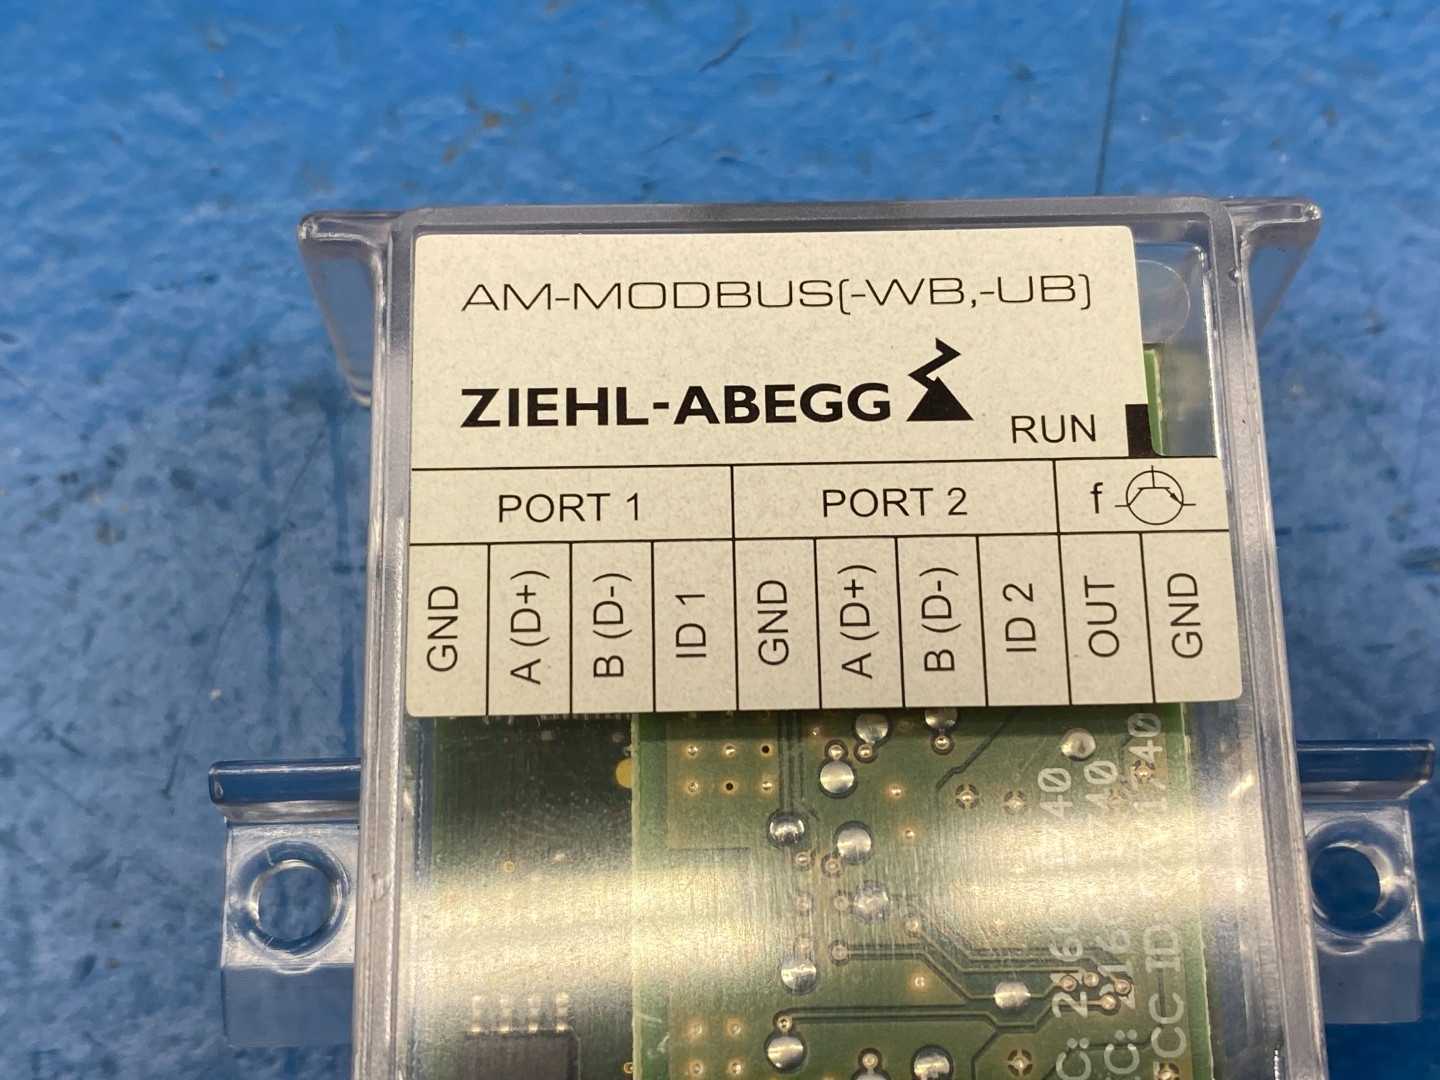 AM-MODBUS(-WB,-UB)
ZIEHL-ABEGG
RUN
PORT 1 PORT 2 f
GND A (D+) B (D-) ID 1 GND A (D+) B (D-) ID 2 OUT GND